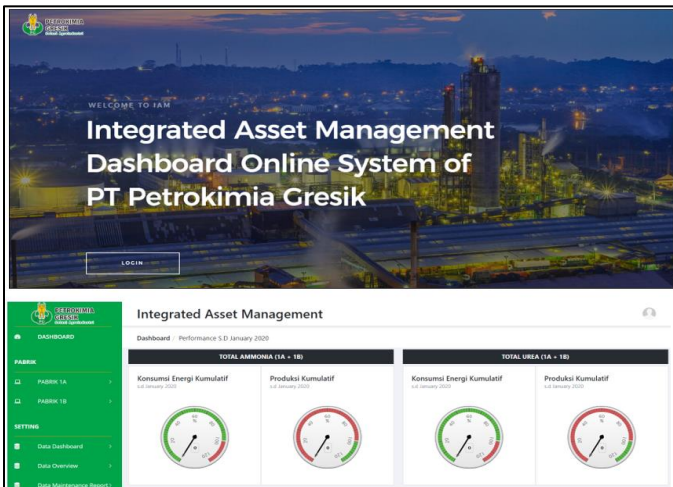 PETROKIMIA
GRESIK
WELCOME TO IAM
Integrated Asset Management
Dashboard Online System of
PT Petrokimia Gresik
LOGIN
PETROKIMIA
GRESIK
Integrated Asset Management
DASHBOARD
Dashboard / Performance S.D January 2020
PABRIK
TOTAL AMMONIA (1A + 1B)
TOTAL UREA (1A + 1B)
PABRIK 1A
Konsumsi Energi Kumulatif
s.d January 2020
Produksi Kumulatif
s.d January 2020
Konsumsi Energi Kumulatif
s.d January 2020
Produksi Kumulatif
s.d January 2020
PABRIK 1B
SETTING
Data Dashboard
Data Overview
Data Maintenance Report